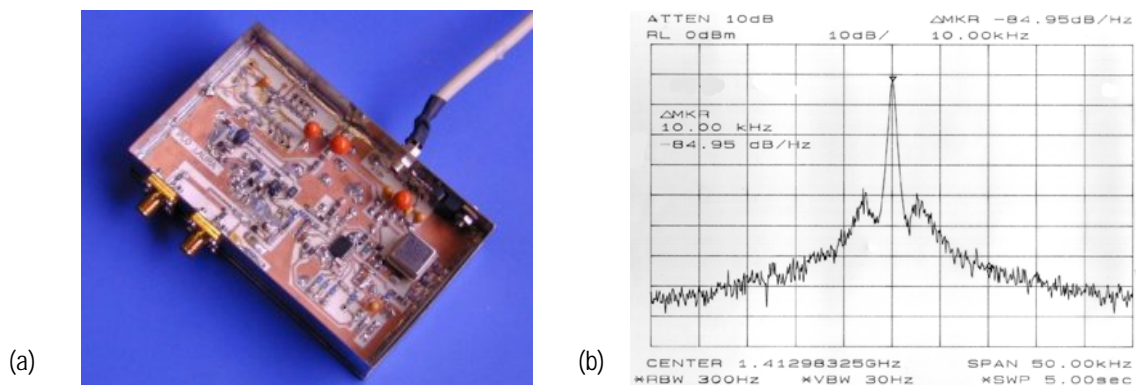 (a)
(b)
ATTEN 10dB ΔMKR -84.95dB/Hz
RL 0dBm 10dB/ 10.00kHz
ΔMKR
10.00 kHz
-84.95 dB/Hz
CENTER 1.41298325GHz SPAN 50.00kHz
*RBW 300Hz *VBW 30Hz *SWP 5.00sec